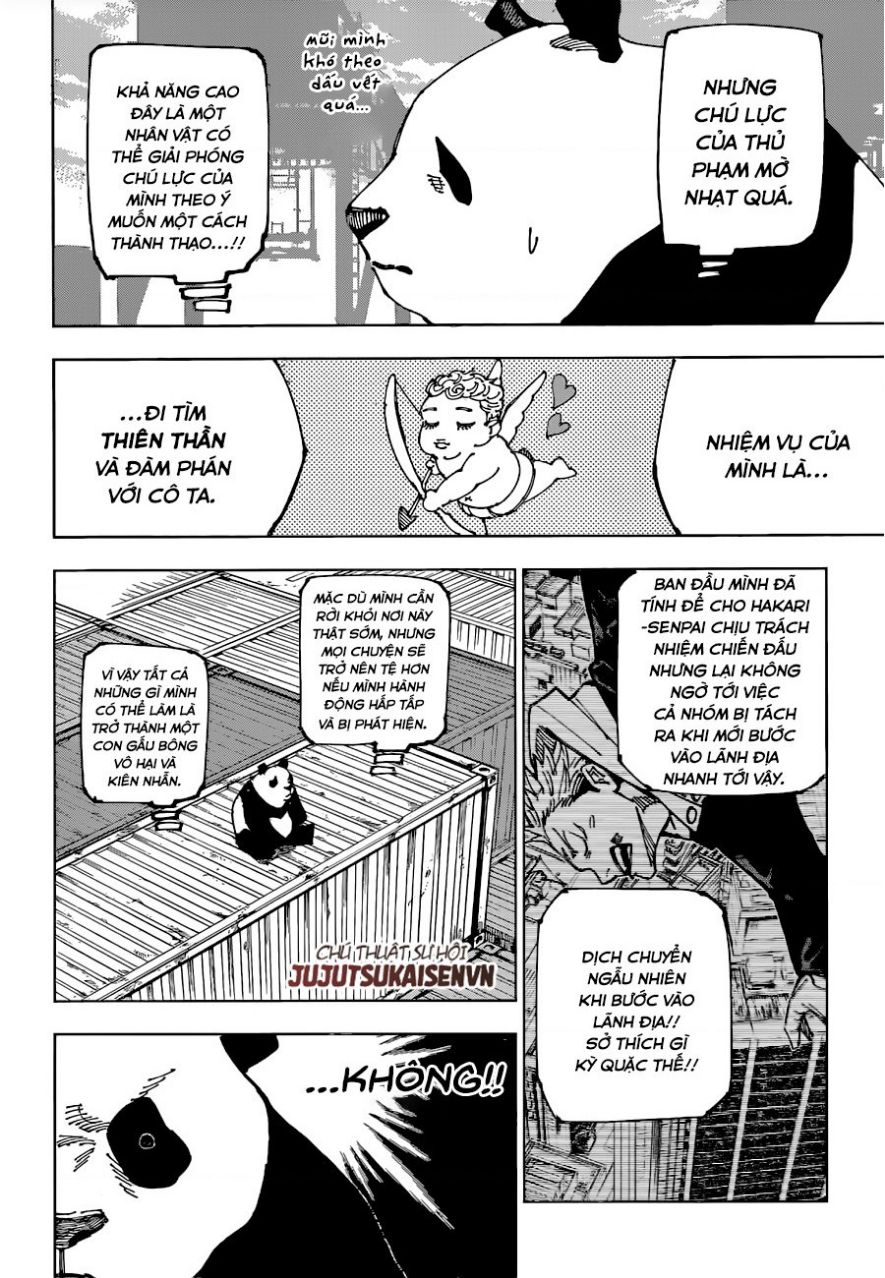 NHƯNG
CHÚ LỰC
CỦA THỦ
PHẠM MỜ
NHẠT QUÁ.
mũi mình
khó theo
dấu vết
quá...
KHẢ NĂNG CAO
ĐÂY LÀ MỘT
NHÂN VẬT CÓ
THỂ GIẢI PHÓNG
CHÚ LỰC CỦA
MÌNH THEO Ý
MUỐN MỘT CÁCH
THÀNH THẠO...!!
NHIỆM VỤ CỦA
MÌNH LÀ...
...ĐI TÌM
THIÊN THẦN
VÀ ĐÀM PHÁN
VỚI CÔ TA.
BAN ĐẦU MÌNH ĐÃ
TÍNH ĐỂ CHO HAKARI
-SENPAI CHỊU TRÁCH
NHIỆM CHIẾN ĐẤU
NHƯNG LẠI KHÔNG
NGỜ TỚI VIỆC
CẢ NHÓM BỊ TÁCH
RA KHI MỚI BƯỚC
VÀO LÃNH ĐỊA
NHANH TỚI VẬY.
DỊCH CHUYỂN
NGẪU NHIÊN
KHI BƯỚC VÀO
LÃNH ĐỊA!!
SỞ THÍCH GÌ
KỲ QUẶC THẾ!!
MẶC DÙ MÌNH CẦN
RỜI KHỎI NƠI NÀY
THẬT SỚM, NHƯNG
MỌI CHUYỆN SẼ
TRỞ NÊN TỆ HƠN
NẾU MÌNH HÀNH
ĐỘNG HẤP TẤP
VÀ BỊ PHÁT HIỆN.
VÌ VẬY TẤT CẢ
NHỮNG GÌ MÌNH
CÓ THỂ LÀM LÀ
TRỞ THÀNH MỘT
CON GẤU BÔNG
VÔ HẠI VÀ
KIÊN NHẪN.
CHÚ THUẬT SƯ HỘI
JUJUTSUKAISENVN
...KHÔNG!!